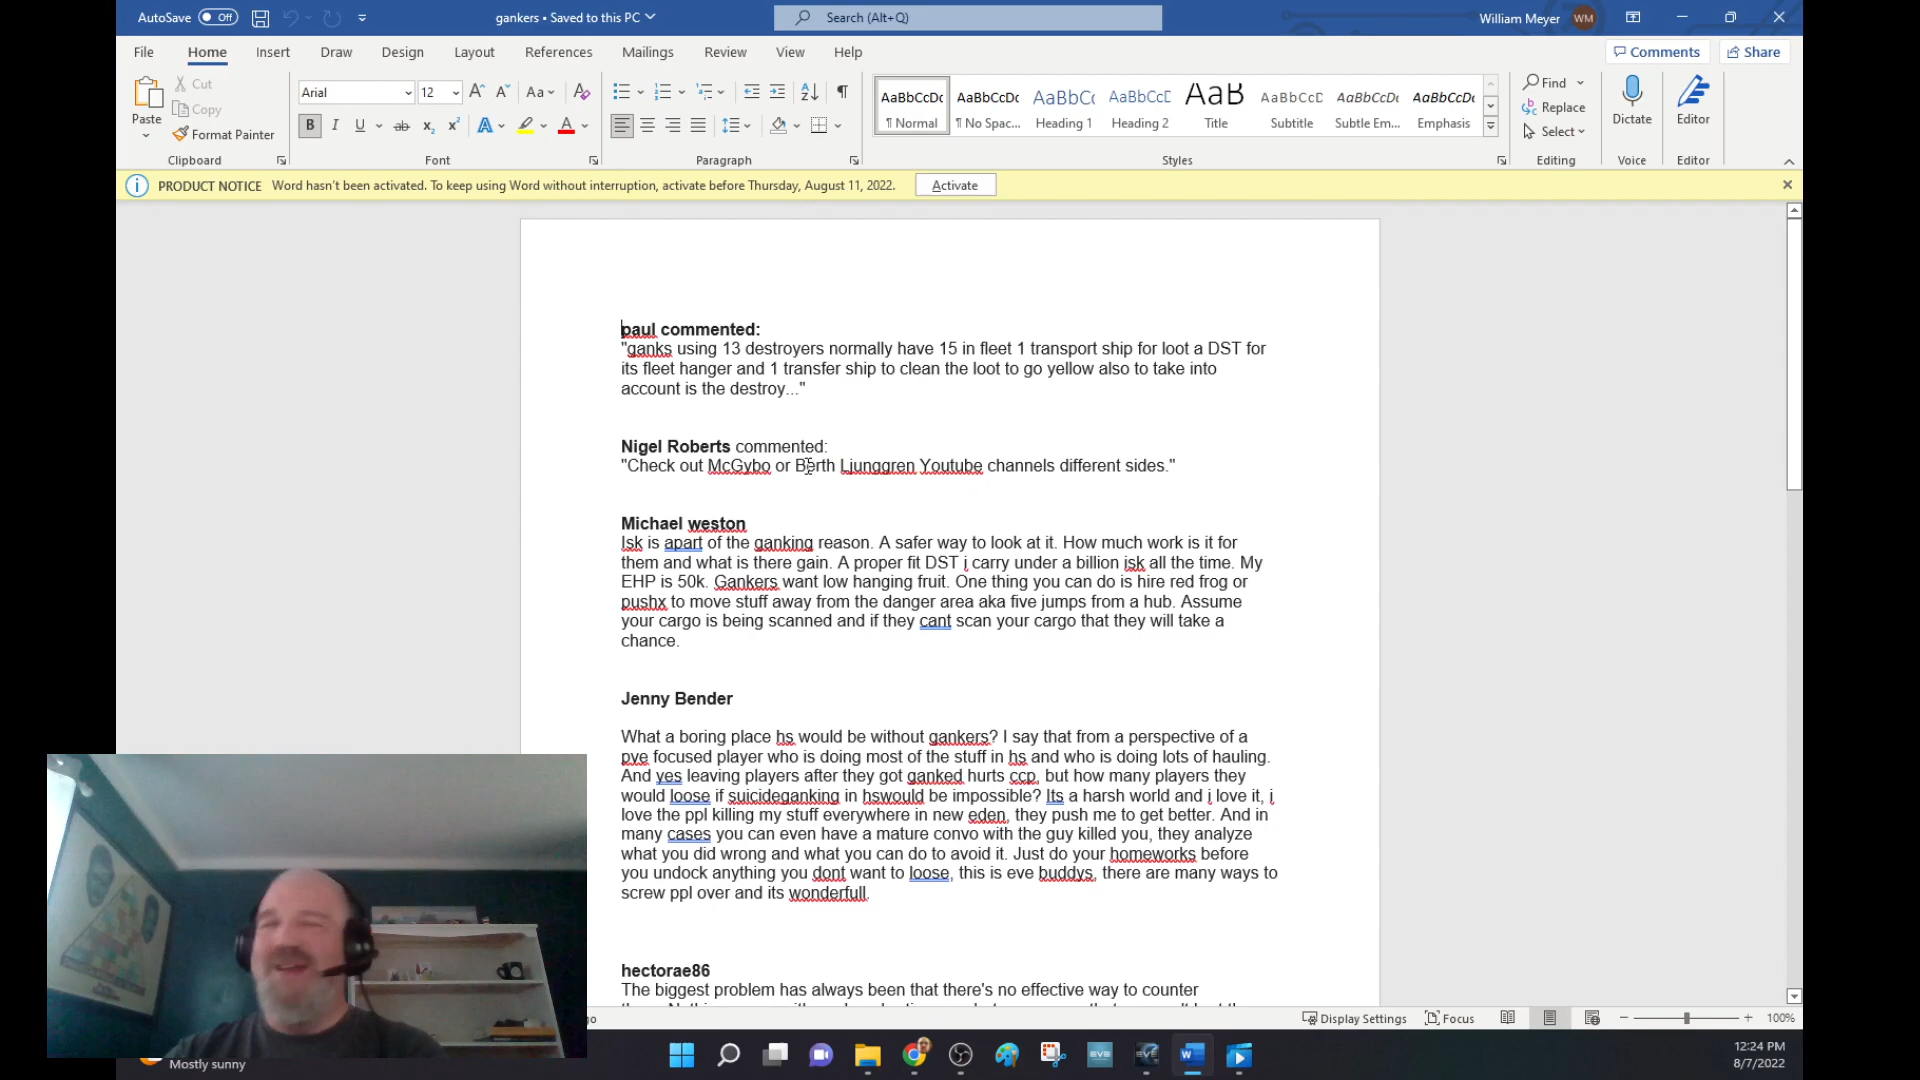 AutoSave Off gankers • Saved to this PC Search (Alt+Q) William Meyer WM
File Home Insert Draw Design Layout References Mailings Review View Help Comments Share
Paste Cut Copy Format Painter
Clipboard
Arial 12
Font
Paragraph
AaBbCcDc AaBbCcDc AaBbCc AaBbCcD AaB AaBbCcD AaBbCcDc AaBbCcDc
¶ Normal ¶ No Spac... Heading 1 Heading 2 Title Subtitle Subtle Em... Emphasis
Styles
Find Replace Select
Editing
Dictate
Voice
Editor
Editor
PRODUCT NOTICE Word hasn't been activated. To keep using Word without interruption, activate before Thursday, August 11, 2022. Activate
paul commented:
"ganks using 13 destroyers normally have 15 in fleet 1 transport ship for loot a DST for
its fleet hanger and 1 transfer ship to clean the loot to go yellow also to take into
account is the destroy..."
Nigel Roberts commented:
"Check out McGybo or Berth Ljunggren Youtube channels different sides."
Michael weston
Isk is apart of the ganking reason. A safer way to look at it. How much work is it for
them and what is there gain. A proper fit DST i carry under a billion isk all the time. My
EHP is 50k. Gankers want low hanging fruit. One thing you can do is hire red frog or
pushx to move stuff away from the danger area aka five jumps from a hub. Assume
your cargo is being scanned and if they cant scan your cargo that they will take a
chance.
Jenny Bender
What a boring place hs would be without gankers? I say that from a perspective of a
pve focused player who is doing most of the stuff in hs and who is doing lots of hauling.
And yes leaving players after they got ganked hurts ccp, but how many players they
would loose if suicideganking in hswould be impossible? Its a harsh world and i love it, i
love the ppl killing my stuff everywhere in new eden, they push me to get better. And in
many cases you can even have a mature convo with the guy killed you, they analyze
what you did wrong and what you can do to avoid it. Just do your homeworks before
you undock anything you dont want to loose, this is eve buddys, there are many ways to
screw ppl over and its wonderfull.
hectorae86
The biggest problem has always been that there's no effective way to counter
Display Settings Focus 100%
Mostly sunny
12:24 PM
8/7/2022